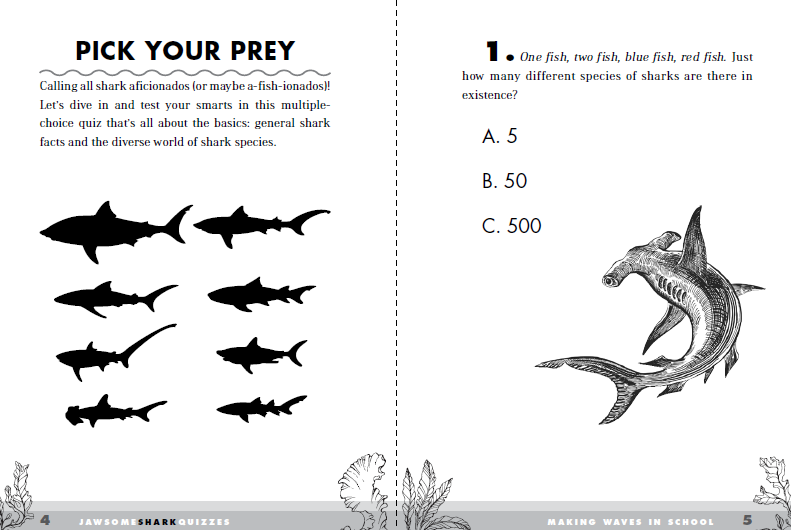 PICK YOUR PREY
Calling all shark aficionados (or maybe a-fish-ionados)!
Let's dive in and test your smarts in this multiple-
choice quiz that's all about the basics: general shark
facts and the diverse world of shark species.
4 JAWSOMESHARKQUIZZES
1. One fish, two fish, blue fish, red fish. Just
how many different species of sharks are there in
existence?
A. 5
B. 50
C. 500
MAKING WAVES IN SCHOOL 5